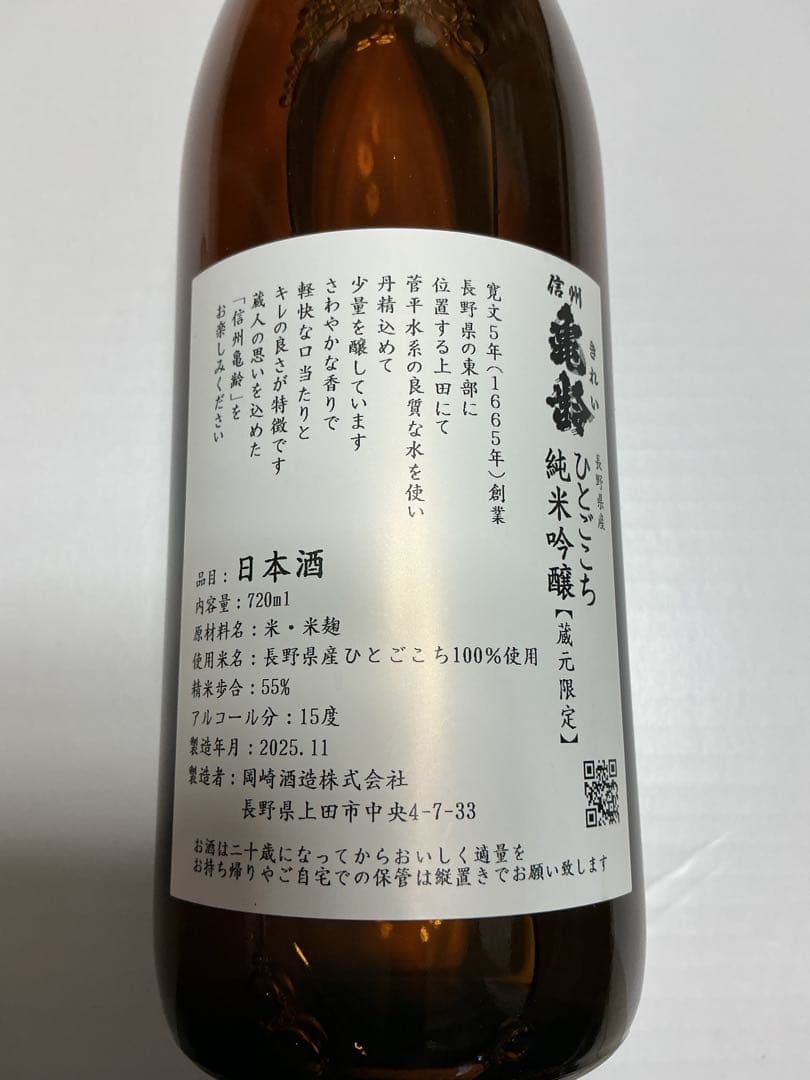 信州
亀齢
きれい
長野県産
ひとごこち
純米吟醸【蔵元限定】
寛文5年(1665年)創業
長野県の東部に
位置する上田にて
菅平水系の良質な水を使い
丹精込めて
少量を醸しています
さわやかな香りで
軽快な口当たりと
キレの良さが特徴です
蔵人の思いを込めた
「信州亀齢」を
お楽しみください
品目:日本酒
内容量:720ml
原材料名:米・米麹
使用米名:長野県産ひとごこち100%使用
精米歩合:55%
アルコール分:15度
製造年月:2025.11
製造者:岡崎酒造株式会社
長野県上田市中央4-7-33
お酒は二十歳になってからおいしく適量を
お持ち帰りやご自宅での保管は縦置きでお願い致します